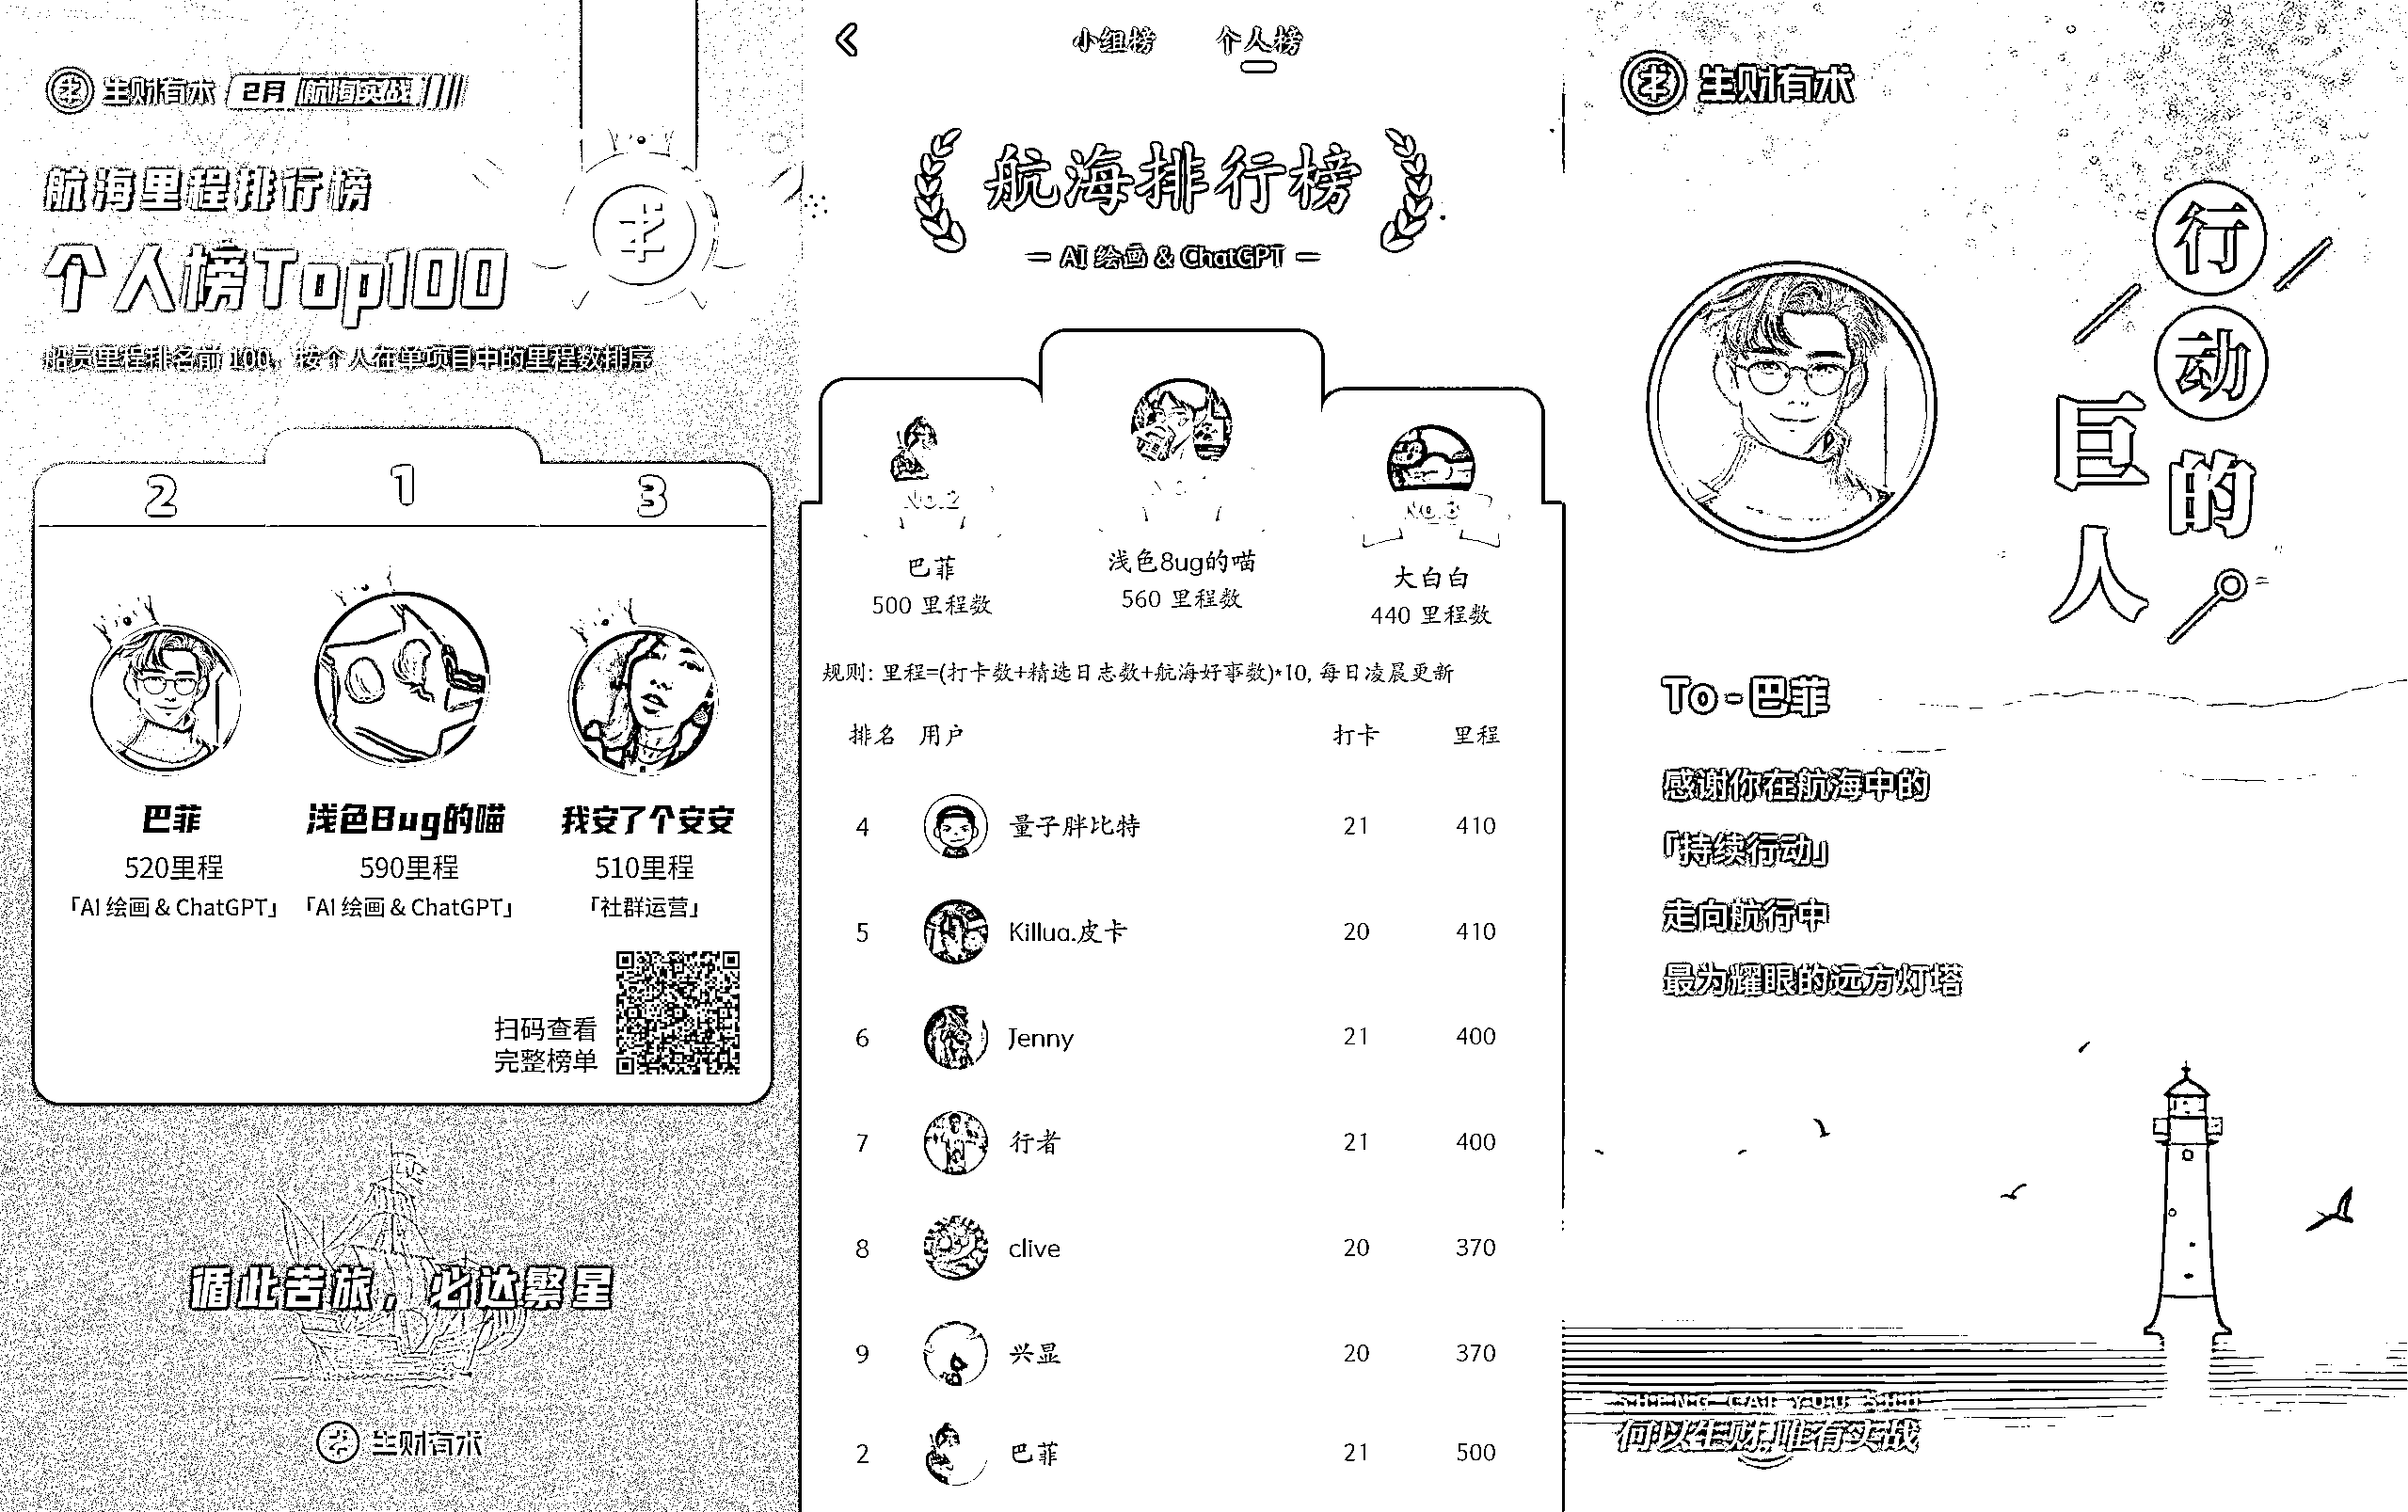 生财有术 2月 航海实战
航海里程排行榜
个人榜Top100
船员里程排名前 100，按个人在单项目中的里程数排序
2 1 3
巴菲 浅色Bug的喵 我安了个安安
520里程 590里程 510里程
「AI 绘画 & ChatGPT」 「AI 绘画 & ChatGPT」 「社群运营」
扫码查看
完整榜单
循此苦旅，必达繁星
生财有术
小组榜 个人榜
航海排行榜
AI 绘画 & ChatGPT
No.2 No.3
巴菲 浅色Bug的喵 大白白
500 里程数 560 里程数 440 里程数
规则: 里程=(打卡数+精选日志数+航海好事数)*10, 每日凌晨更新
排名 用户 打卡 里程
4 量子胖比特 21 410
5 Killua.皮卡 20 410
6 Jenny 21 400
7 行者 21 400
8 clive 20 370
9 兴显 20 370
2 巴菲 21 500
生财有术
行动的
巨人
To - 巴菲
感谢你在航海中的
「持续行动」
走向航行中
最为耀眼的远方灯塔
SHENG CAI YOU SHU
何以生财,唯有实战